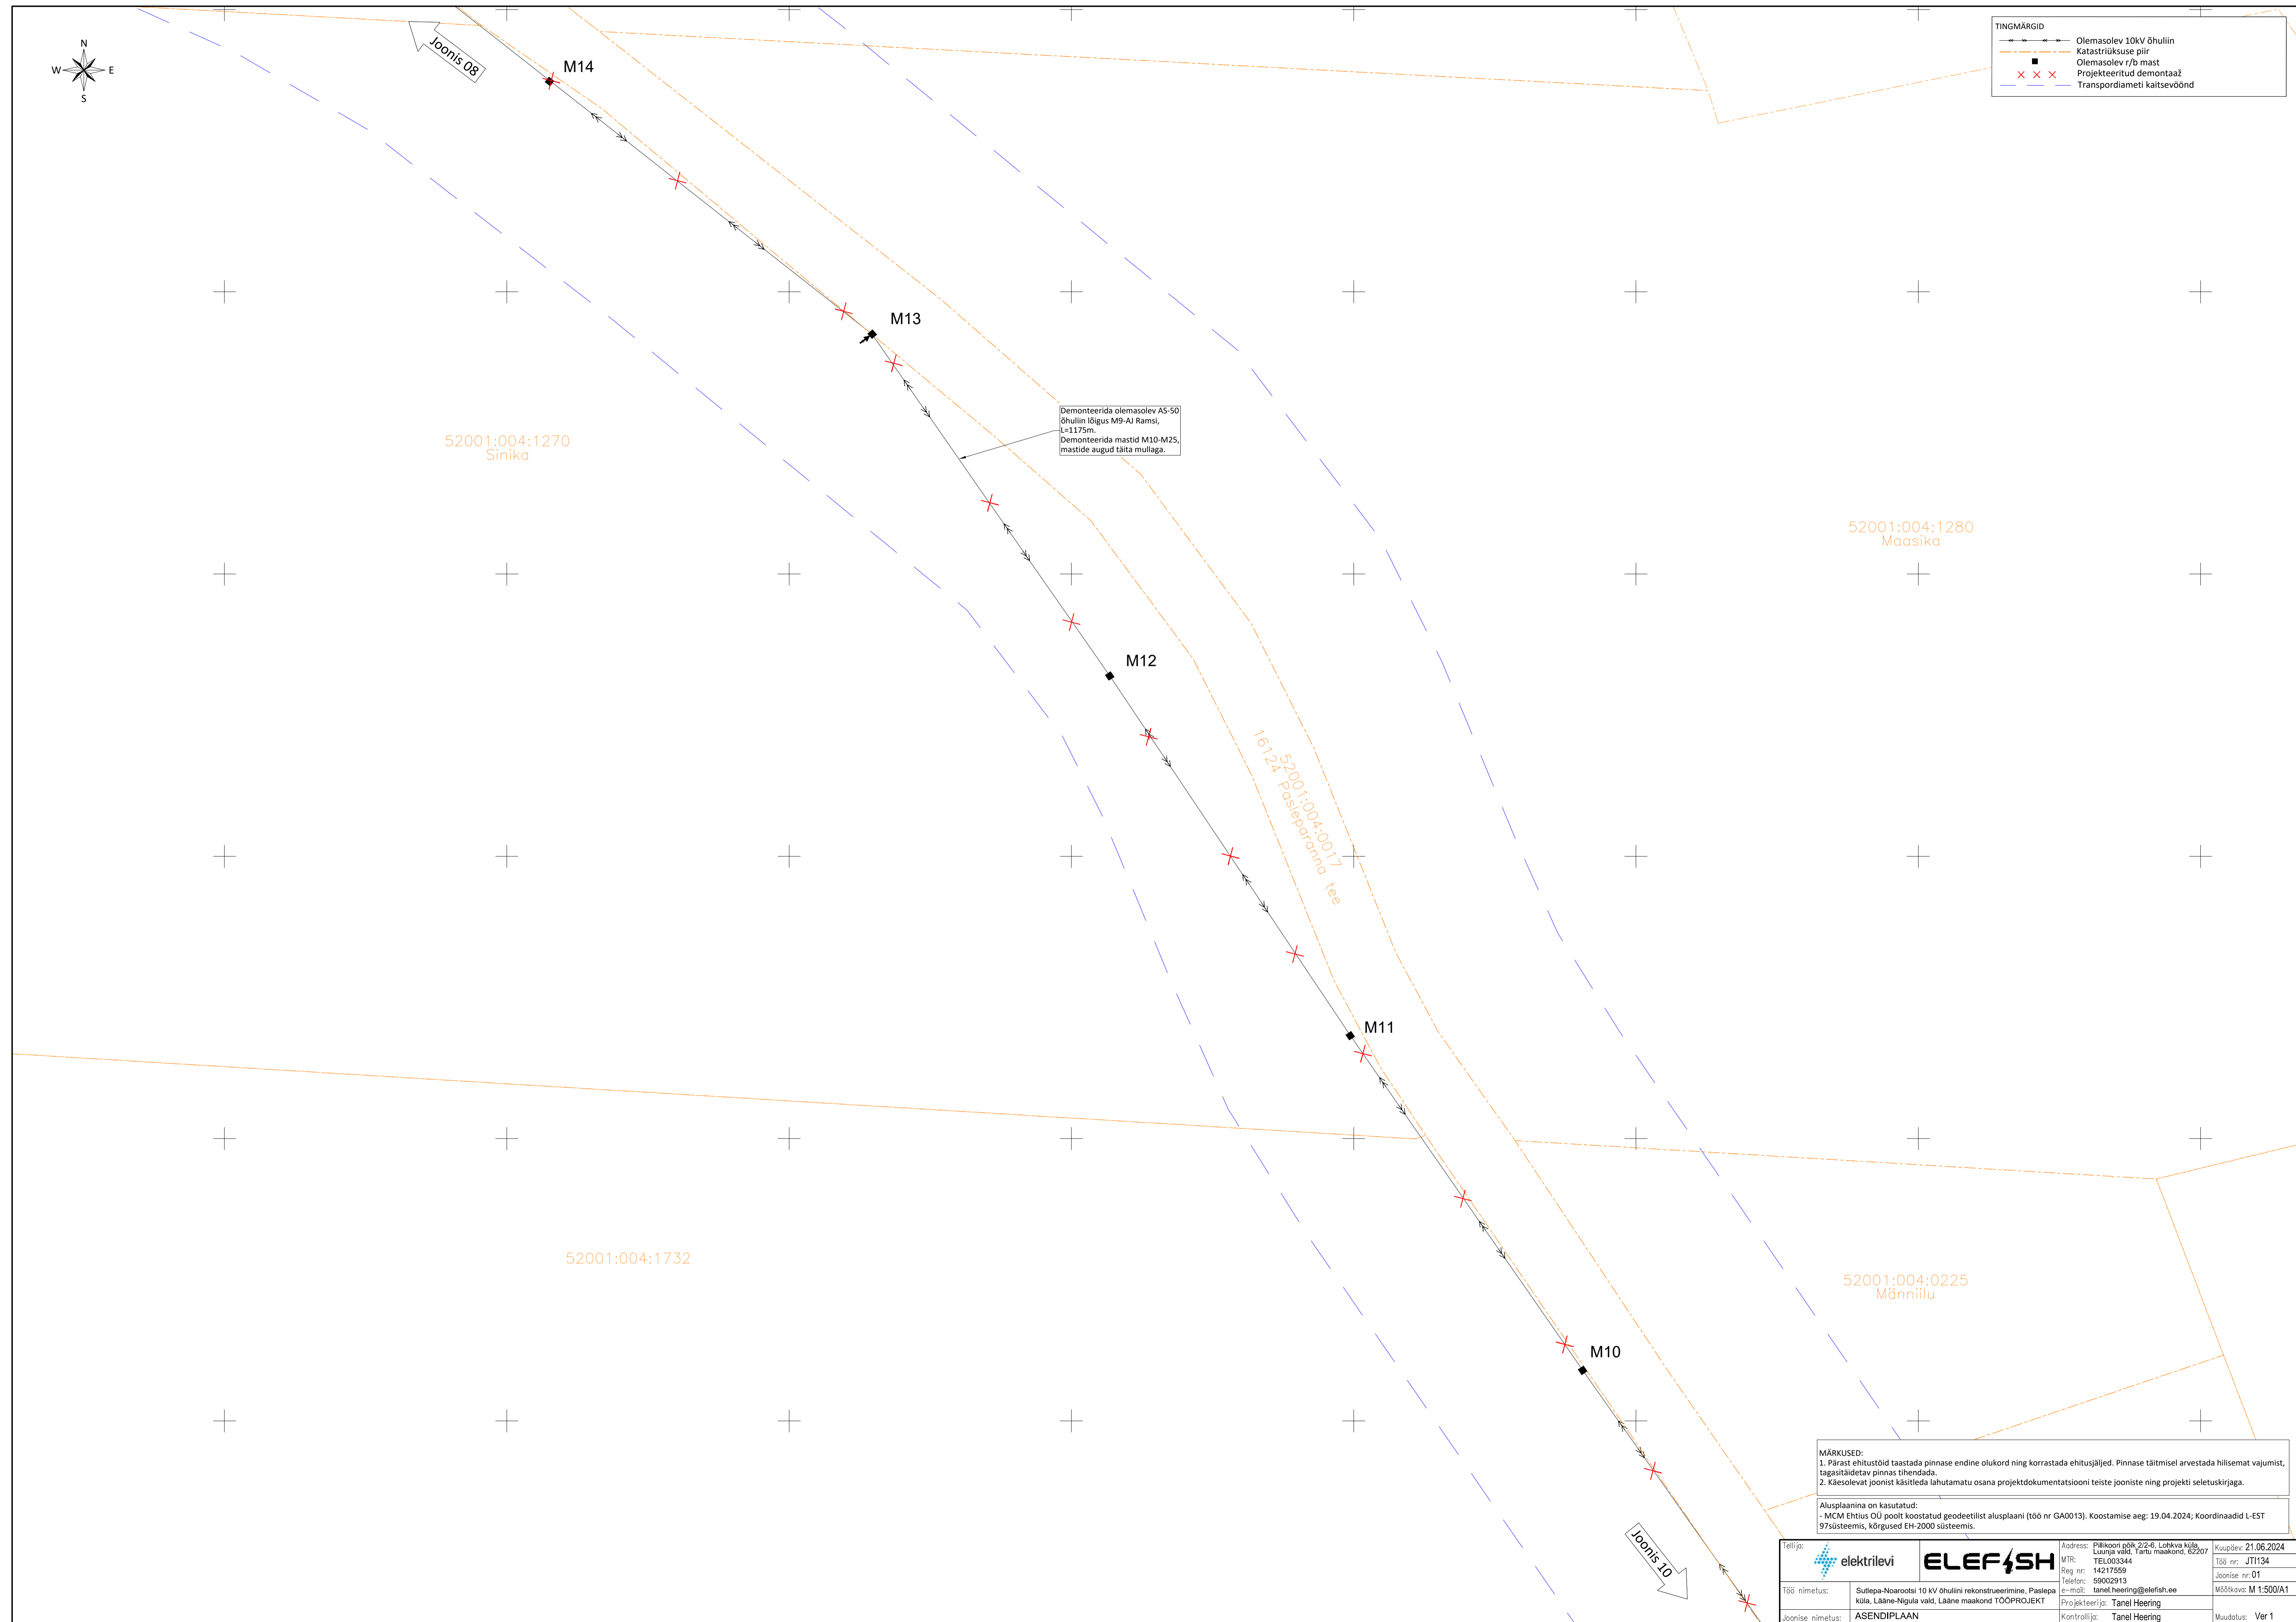 N
W E
S
Joonis 08
M14
TINGMÄRGID
Olemasolev 10kV õhuliin
Katastriüksuse piir
Olemasolev r/b mast
Projekteeritud demontaaž
Transpordiameti kaitsevöönd
M13
Demonteerida olemasolev AS-50
õhuliin lõigus M9-AJ Ramsi,
L=1175m.
Demonteerida mastid M10-M25,
mastide augud täita mullaga.
52001:004:1270
Sinika
52001:004:1280
Maasika
M12
52001:004:0017
16124 Pasleparanna tee
M11
52001:004:1732
52001:004:0225
Männiilu
M10
MÄRKUSED:
1. Pärast ehitustöid taastada pinnase endine olukord ning korrastada ehitusjäljed. Pinnase täitmisel arvestada hilisemat vajumist,
tagasitäidetav pinnas tihendada.
2. Käesolevat joonist käsitleda lahutamatu osana projektdokumentatsiooni teiste jooniste ning projekti seletuskirjaga.
Alusplaanina on kasutatud:
- MCM Ehtius OÜ poolt koostatud geodeetilist alusplaani (töö nr GA0013). Koostamise aeg: 19.04.2024; Koordinaadid L-EST
97süsteemis, kõrgused EH-2000 süsteemis.
Joonis 10
Tellija:
elektrilevi
ELEFISH
Aadress: Pillikoori põik 2/2-6, Lohkva küla,
Luunja vald, Tartu maakond, 62207
MTR: TEL003344
Reg nr: 14217559
Telefon: 59002913
e-mail: tanel.heering@elefish.ee
Kuupäev: 21.06.2024
Töö nr: JTI134
Joonise nr: 01
Mõõtkava: M 1:500/A1
Töö nimetus: Sutlepa-Noarootsi 10 kV õhuliini rekonstrueerimine, Paslepa
küla, Lääne-Nigula vald, Lääne maakond TÖÖPROJEKT
Projekteerija: Tanel Heering
Joonise nimetus: ASENDIPLAAN
Kontrollija: Tanel Heering
Muudatus: Ver 1